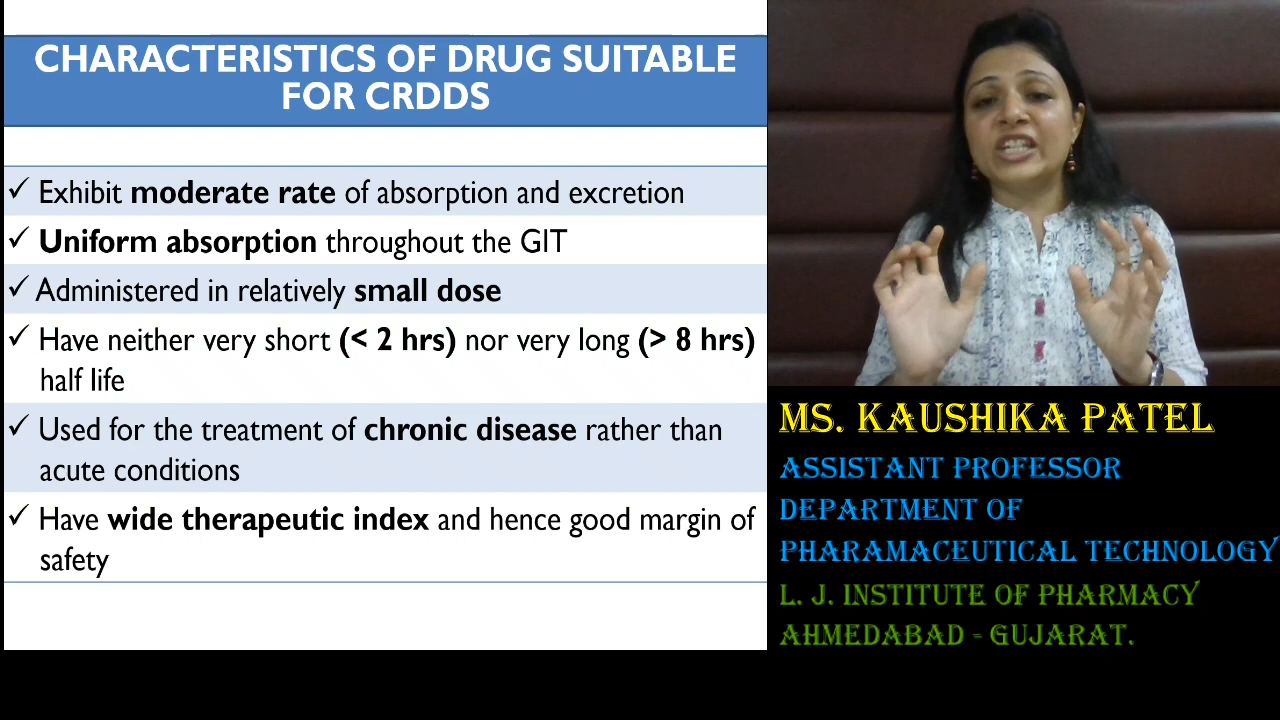 CHARACTERISTICS OF DRUG SUITABLE
FOR CRDDS
✓ Exhibit moderate rate of absorption and excretion
✓ Uniform absorption throughout the GIT
✓ Administered in relatively small dose
✓ Have neither very short (< 2 hrs) nor very long (> 8 hrs)
half life
✓ Used for the treatment of chronic disease rather than
acute conditions
✓ Have wide therapeutic index and hence good margin of
safety
MS. KAUSHIKA PATEL
ASSISTANT PROFESSOR
DEPARTMENT OF
PHARAMACEUTICAL TECHNOLOGY
L. J. INSTITUTE OF PHARMACY
AHMEDABAD - GUJARAT.